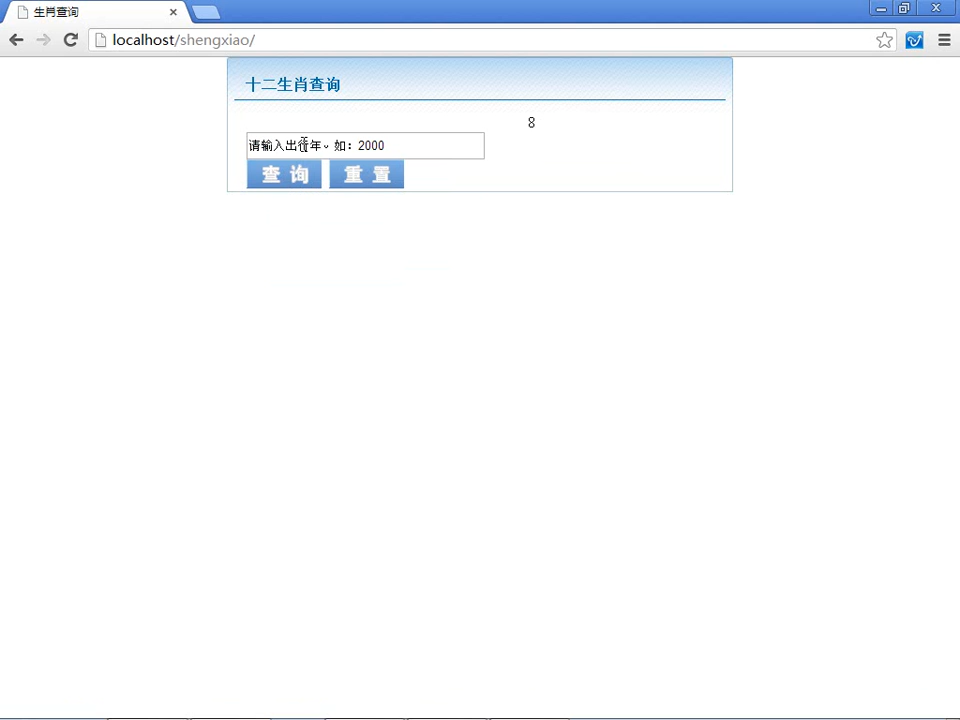 生肖查询
localhost/shengxiao/
十二生肖查询
8
请输入出 年。如：2000
查 询 重 置